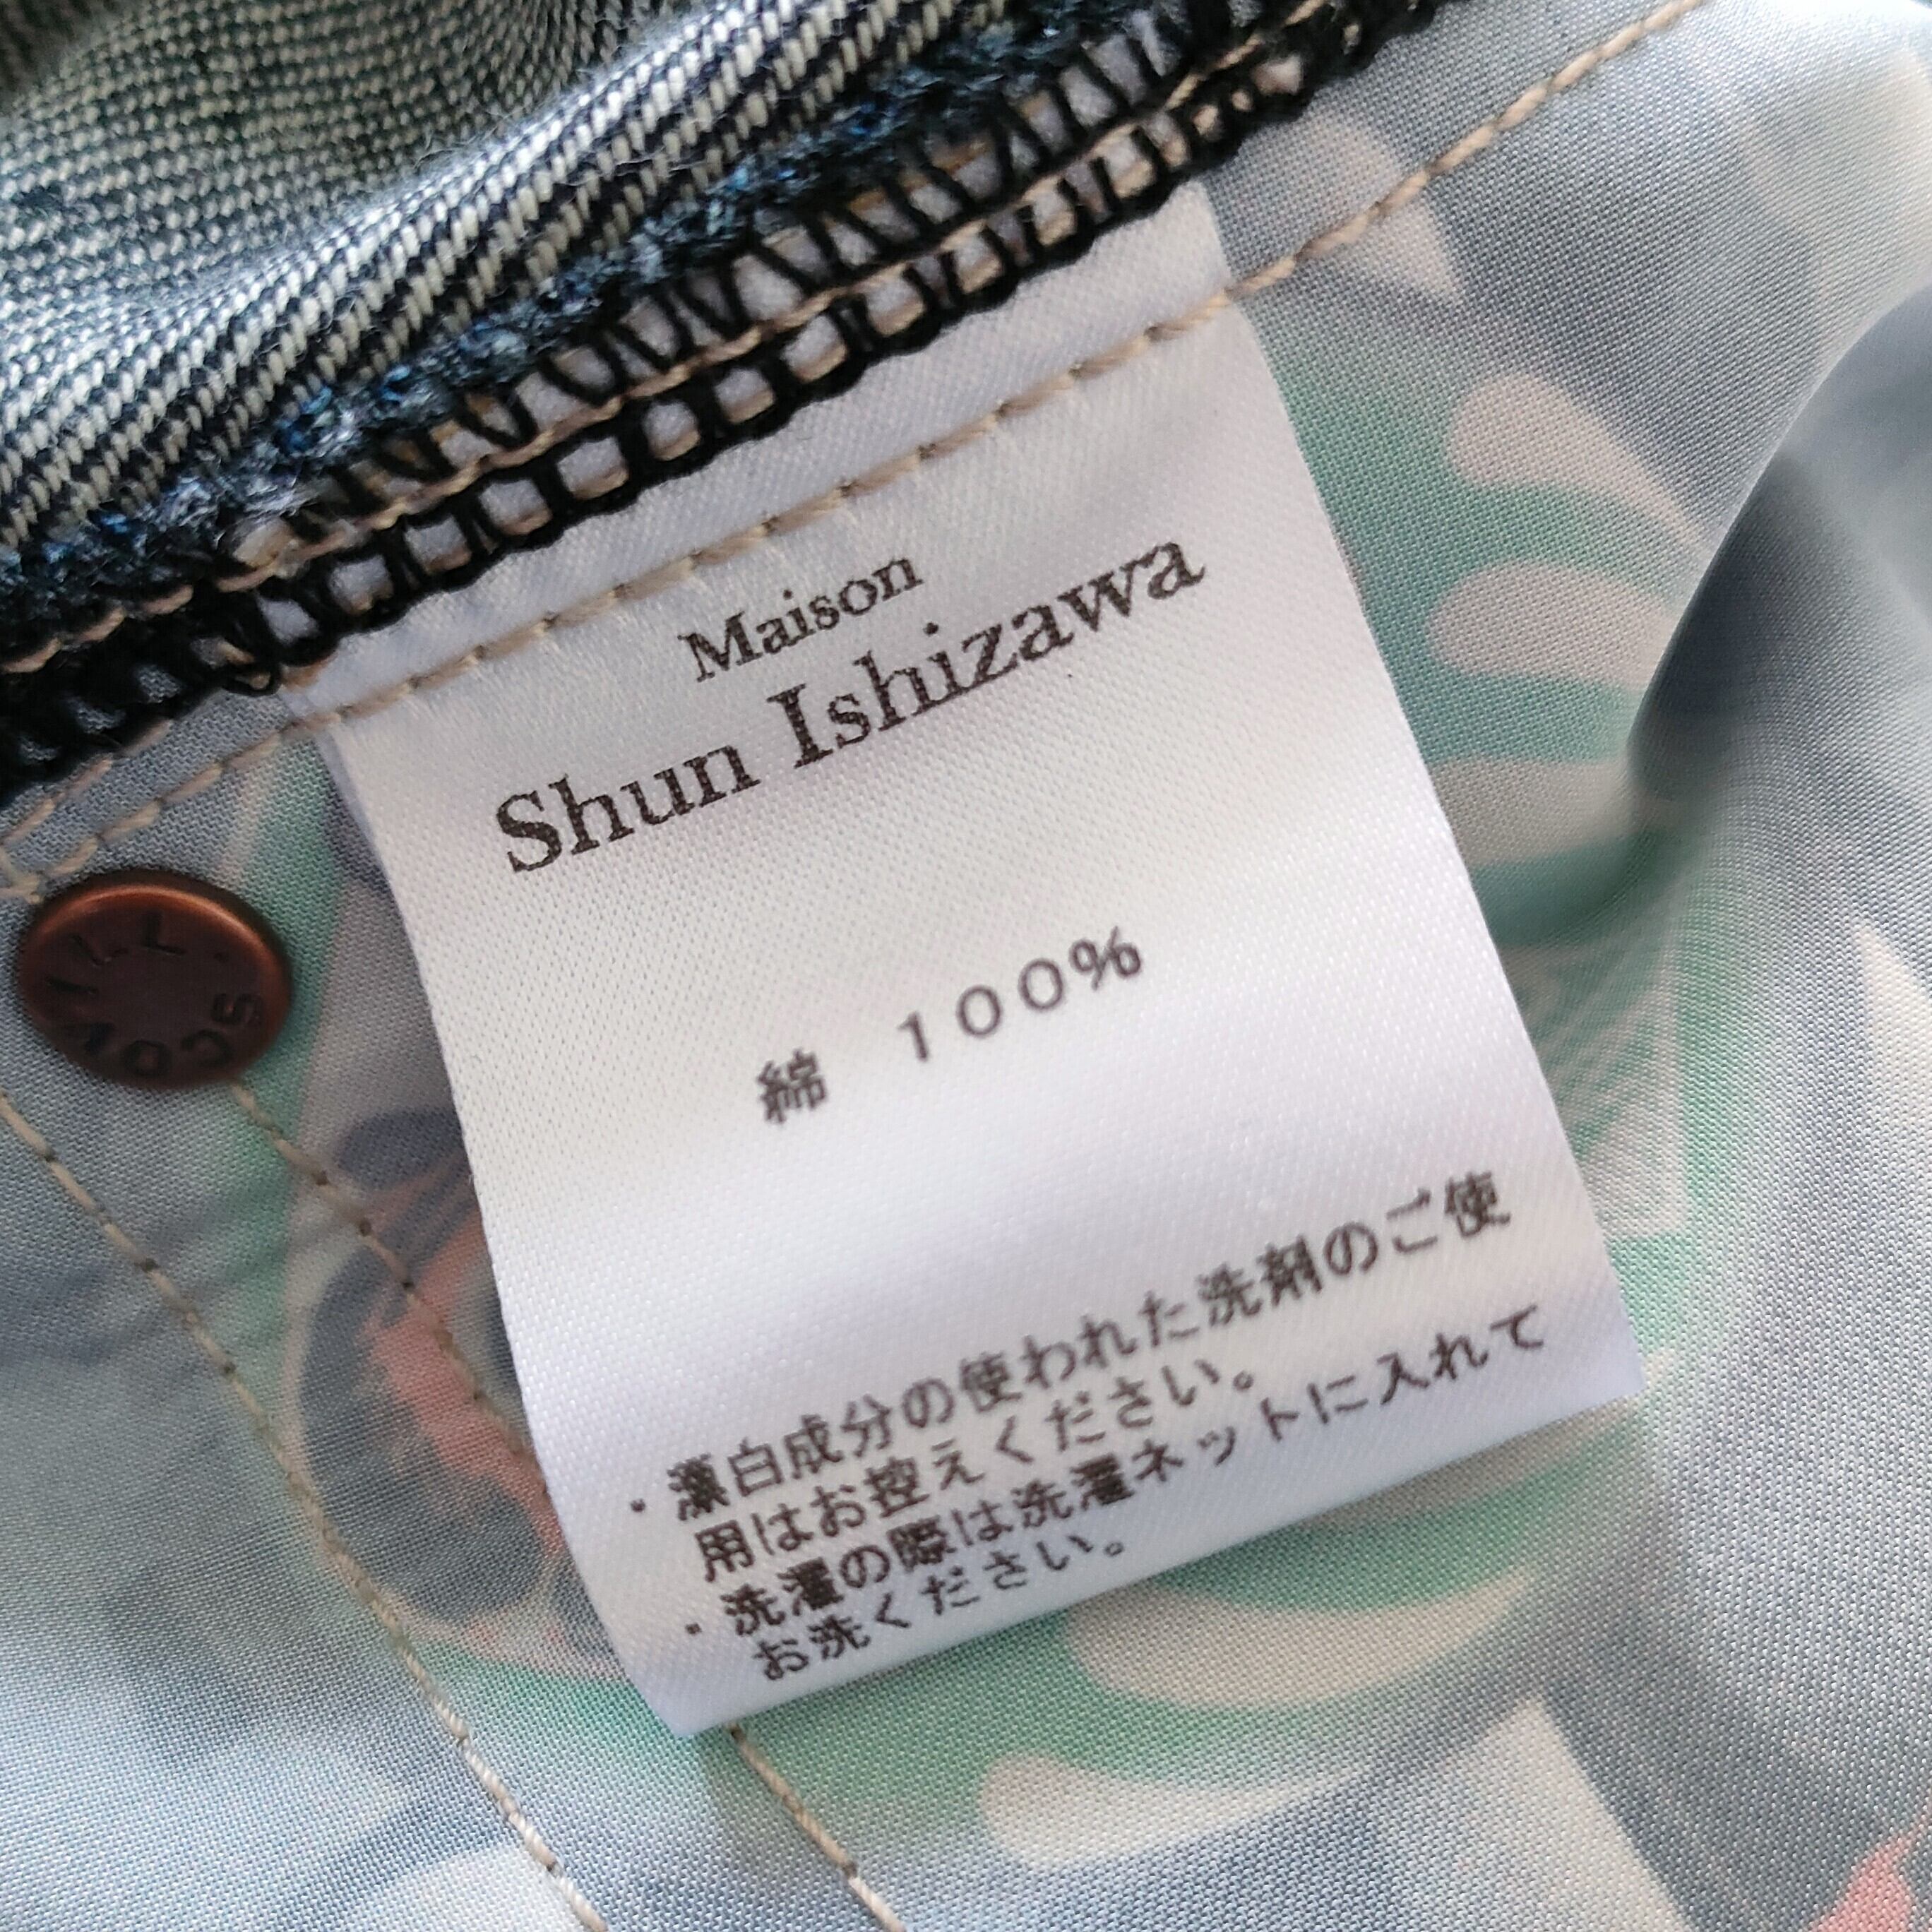 Maison
Shun Ishizawa
綿　１００％
・漂白成分の使われた洗剤のご使
用はお控えください。
・洗濯の際は洗濯ネットに入れて
お洗ください。
SCOVILL.